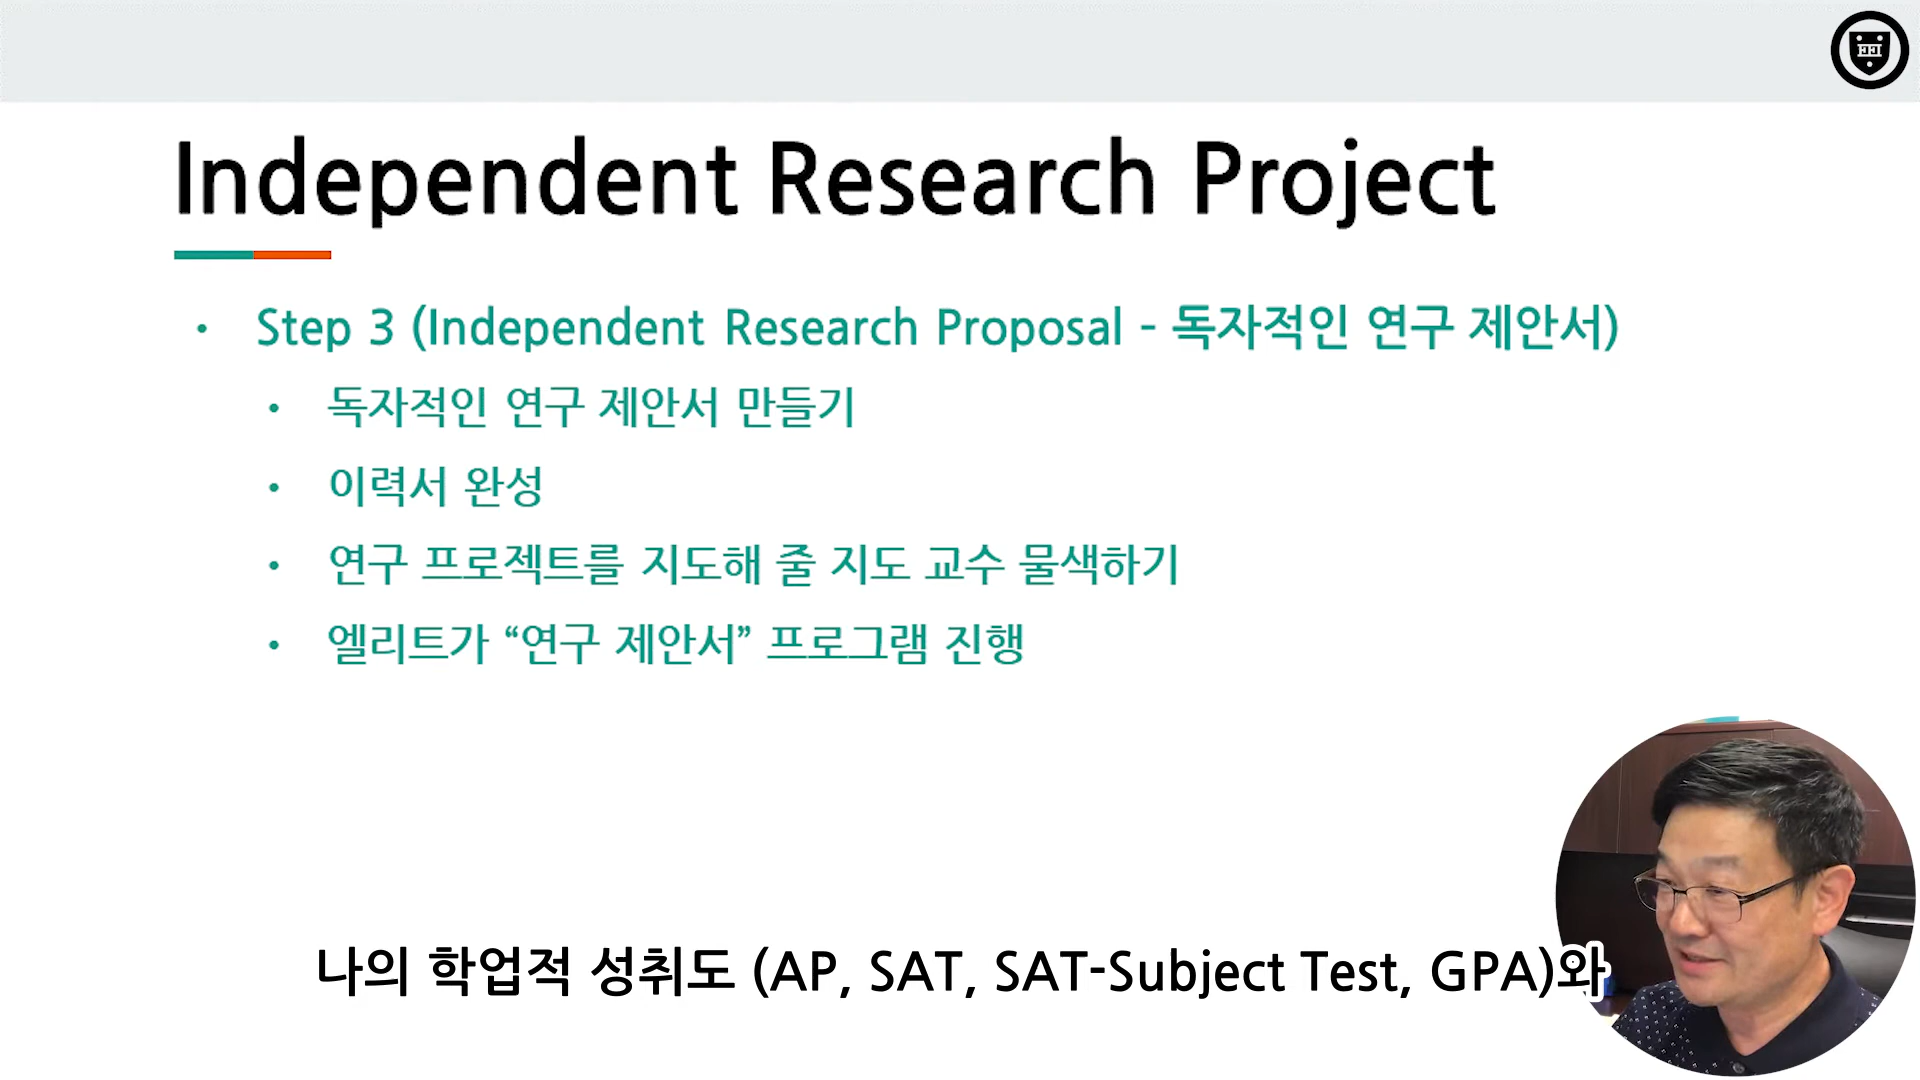 EEI
Independent Research Project
• Step 3 (Independent Research Proposal - 독자적인 연구 제안서)
• 독자적인 연구 제안서 만들기
• 이력서 완성
• 연구 프로젝트를 지도해 줄 지도 교수 물색하기
• 엘리트가 “연구 제안서” 프로그램 진행
나의 학업적 성취도 (AP, SAT, SAT-Subject Test, GPA)와